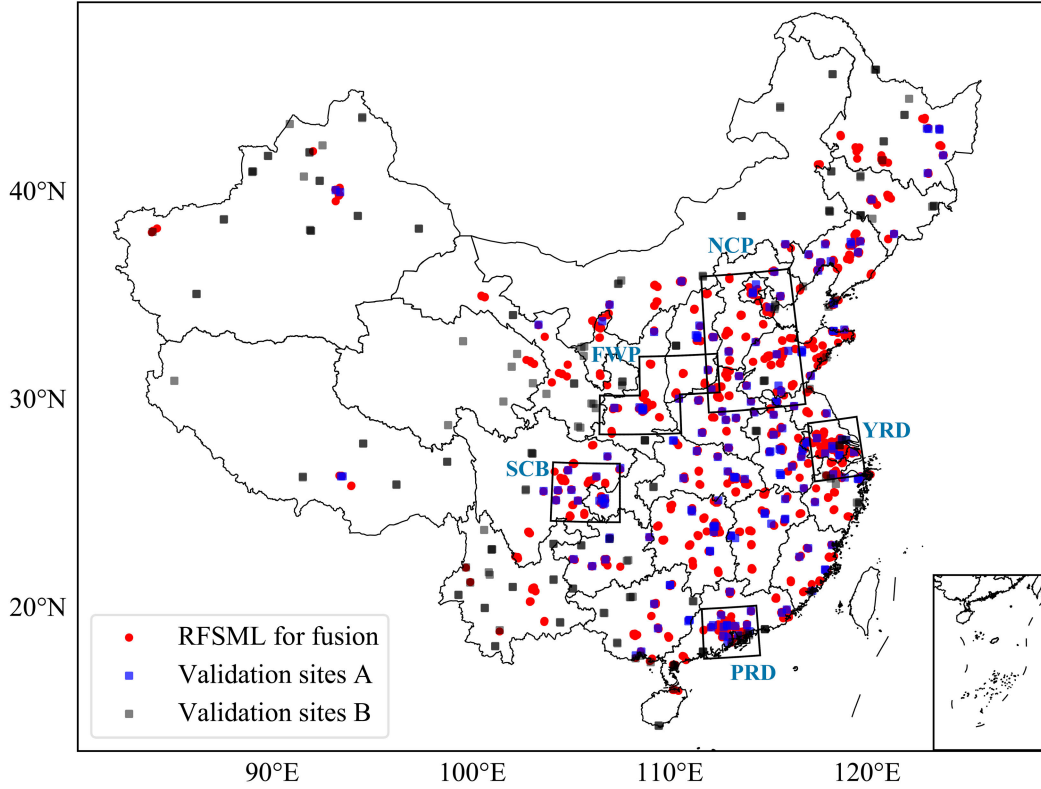 40°N
NCP
FWP
30°N
YRD
SCB
20°N
RFSML for fusion
Validation sites A
Validation sites B
PRD
90°E
100°E
110°E
120°E